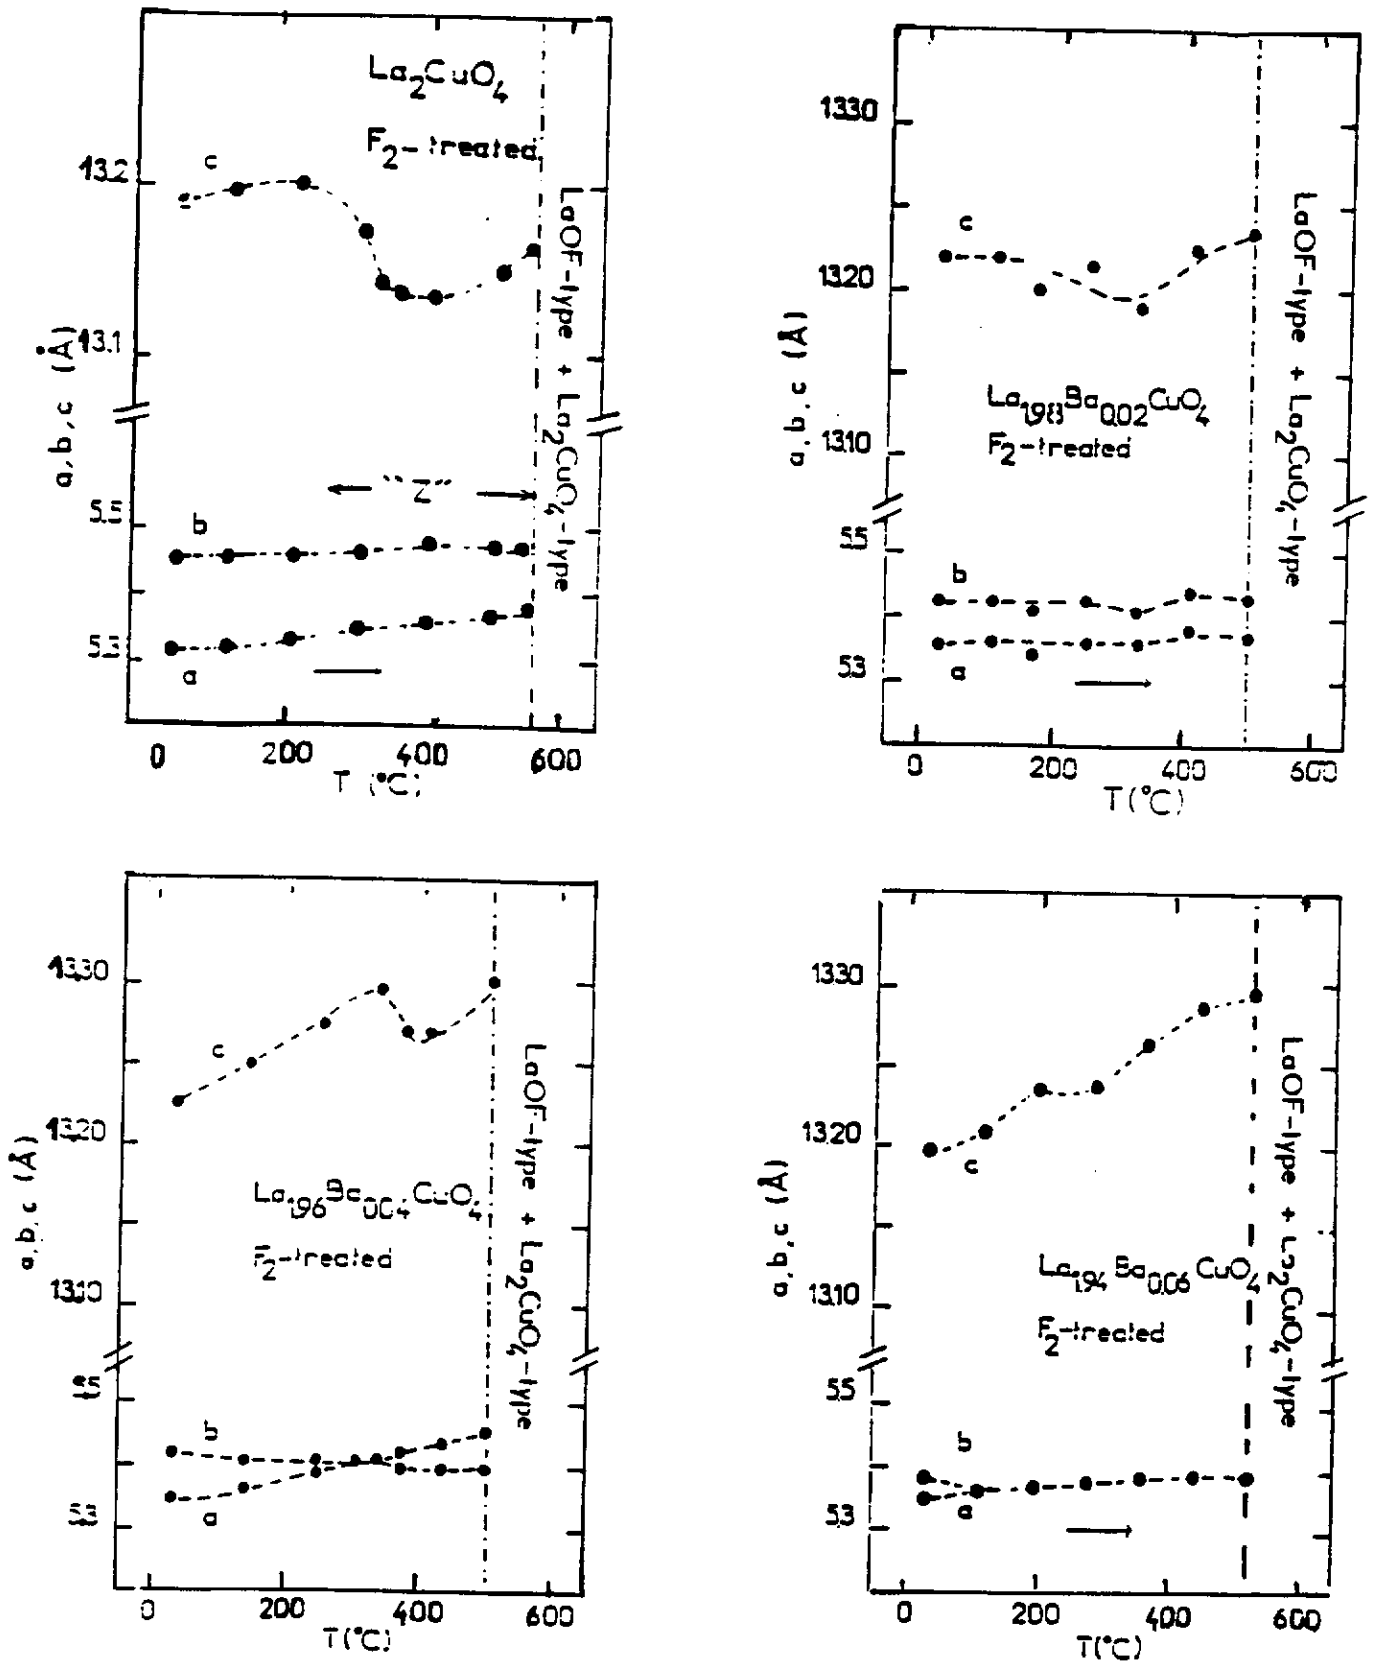 La2CuO4
F2-treated
c
13.2
13.1
a, b, c (Å)
"Z"
5.5
b
5.3
a
0 200 400 600
T (°C)
LaOF-type + La2CuO4-type
13.30
c
13.20
La1.98Ba0.02CuO4
F2-treated
13.10
a, b, c (Å)
5.5
b
5.3
a
0 200 400 600
T (°C)
LaOF-type + La2CuO4-type
13.30
c
13.20
La1.96Ba0.04CuO4
F2-treated
13.10
a, b, c (Å)
5.5
b
5.3
a
0 200 400 600
T (°C)
LaOF-type + La2CuO4-type
13.30
13.20
c
La1.94Ba0.06CuO4
F2-treated
13.10
a, b, c (Å)
5.5
b
5.3
a
0 200 400 600
T (°C)
LaOF-type + La2CuO4-type